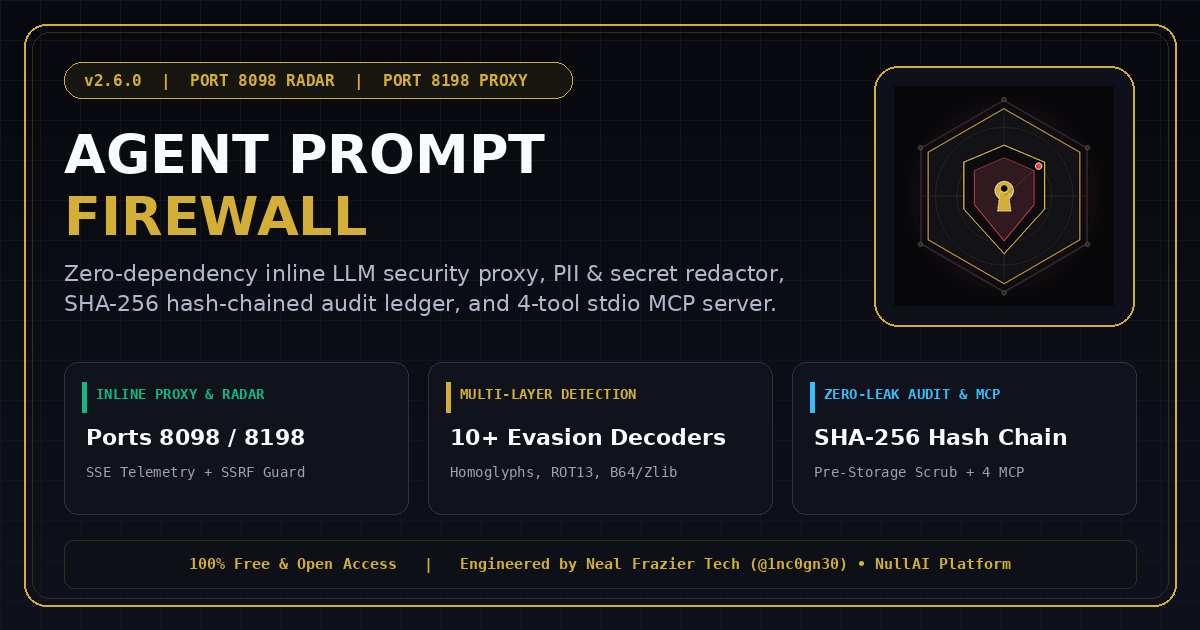 v2.6.0 | PORT 8098 RADAR | PORT 8198 PROXY
AGENT PROMPT
FIREWALL
Zero-dependency inline LLM security proxy, PII & secret redactor,
SHA-256 hash-chained audit ledger, and 4-tool stdio MCP server.
INLINE PROXY & RADAR
Ports 8098 / 8198
SSE Telemetry + SSRF Guard
MULTI-LAYER DETECTION
10+ Evasion Decoders
Homoglyphs, ROT13, B64/Zlib
ZERO-LEAK AUDIT & MCP
SHA-256 Hash Chain
Pre-Storage Scrub + 4 MCP
100% Free & Open Access | Engineered by Neal Frazier Tech (@1nc0gn30) • NullAI Platform